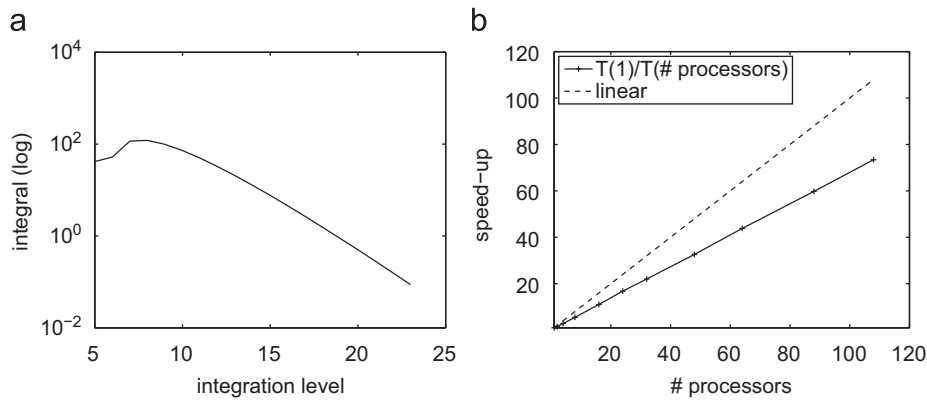 a
10^4
10^2
10^0
10^−2
integral (log)
5
10
15
20
25
integration level
b
120
100
80
60
40
20
speed−up
T(1)/T(# processors)
linear
20
40
60
80
100
120
# processors